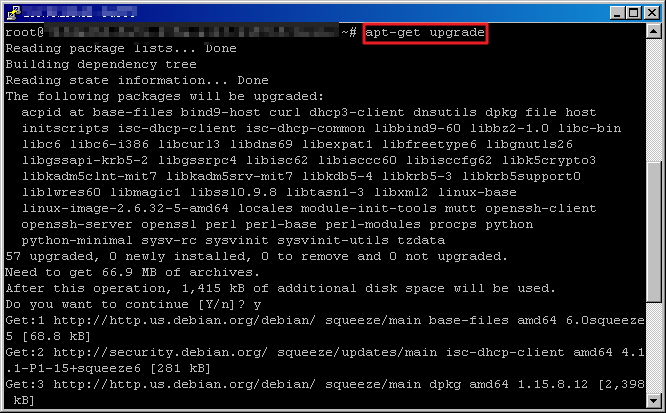 root@ ~# apt-get upgrade
Reading package lists... Done
Building dependency tree
Reading state information... Done
The following packages will be upgraded:
acpid at base-files bind9-host curl dhcp3-client dnsutils dpkg file host
initscripts isc-dhcp-client isc-dhcp-common libbind9-60 libbz2-1.0 libc-bin
libc6 libc6-i386 libcurl3 libdns69 libexpat1 libfreetype6 libgnutls26
libgssapi-krb5-2 libgssrpc4 libisc62 libisccc60 libisccfg62 libk5crypto3
libkadm5clnt-mit7 libkadm5srv-mit7 libkdb5-4 libkrb5-3 libkrb5support0
liblwres60 libmagic1 libssl0.9.8 libtasn1-3 libxml2 linux-base
linux-image-2.6.32-5-amd64 locales module-init-tools mutt openssh-client
openssh-server openssl perl perl-base perl-modules procps python
python-minimal sysv-rc sysvinit sysvinit-utils tzdata
57 upgraded, 0 newly installed, 0 to remove and 0 not upgraded.
Need to get 66.9 MB of archives.
After this operation, 1,415 kB of additional disk space will be used.
Do you want to continue [Y/n]? y
Get:1 http://http.us.debian.org/debian/ squeeze/main base-files amd64 6.0squeeze
5 [68.8 kB]
Get:2 http://security.debian.org/ squeeze/updates/main isc-dhcp-client amd64 4.1
.1-P1-15+squeeze6 [281 kB]
Get:3 http://http.us.debian.org/debian/ squeeze/main dpkg amd64 1.15.8.12 [2,398
kB]